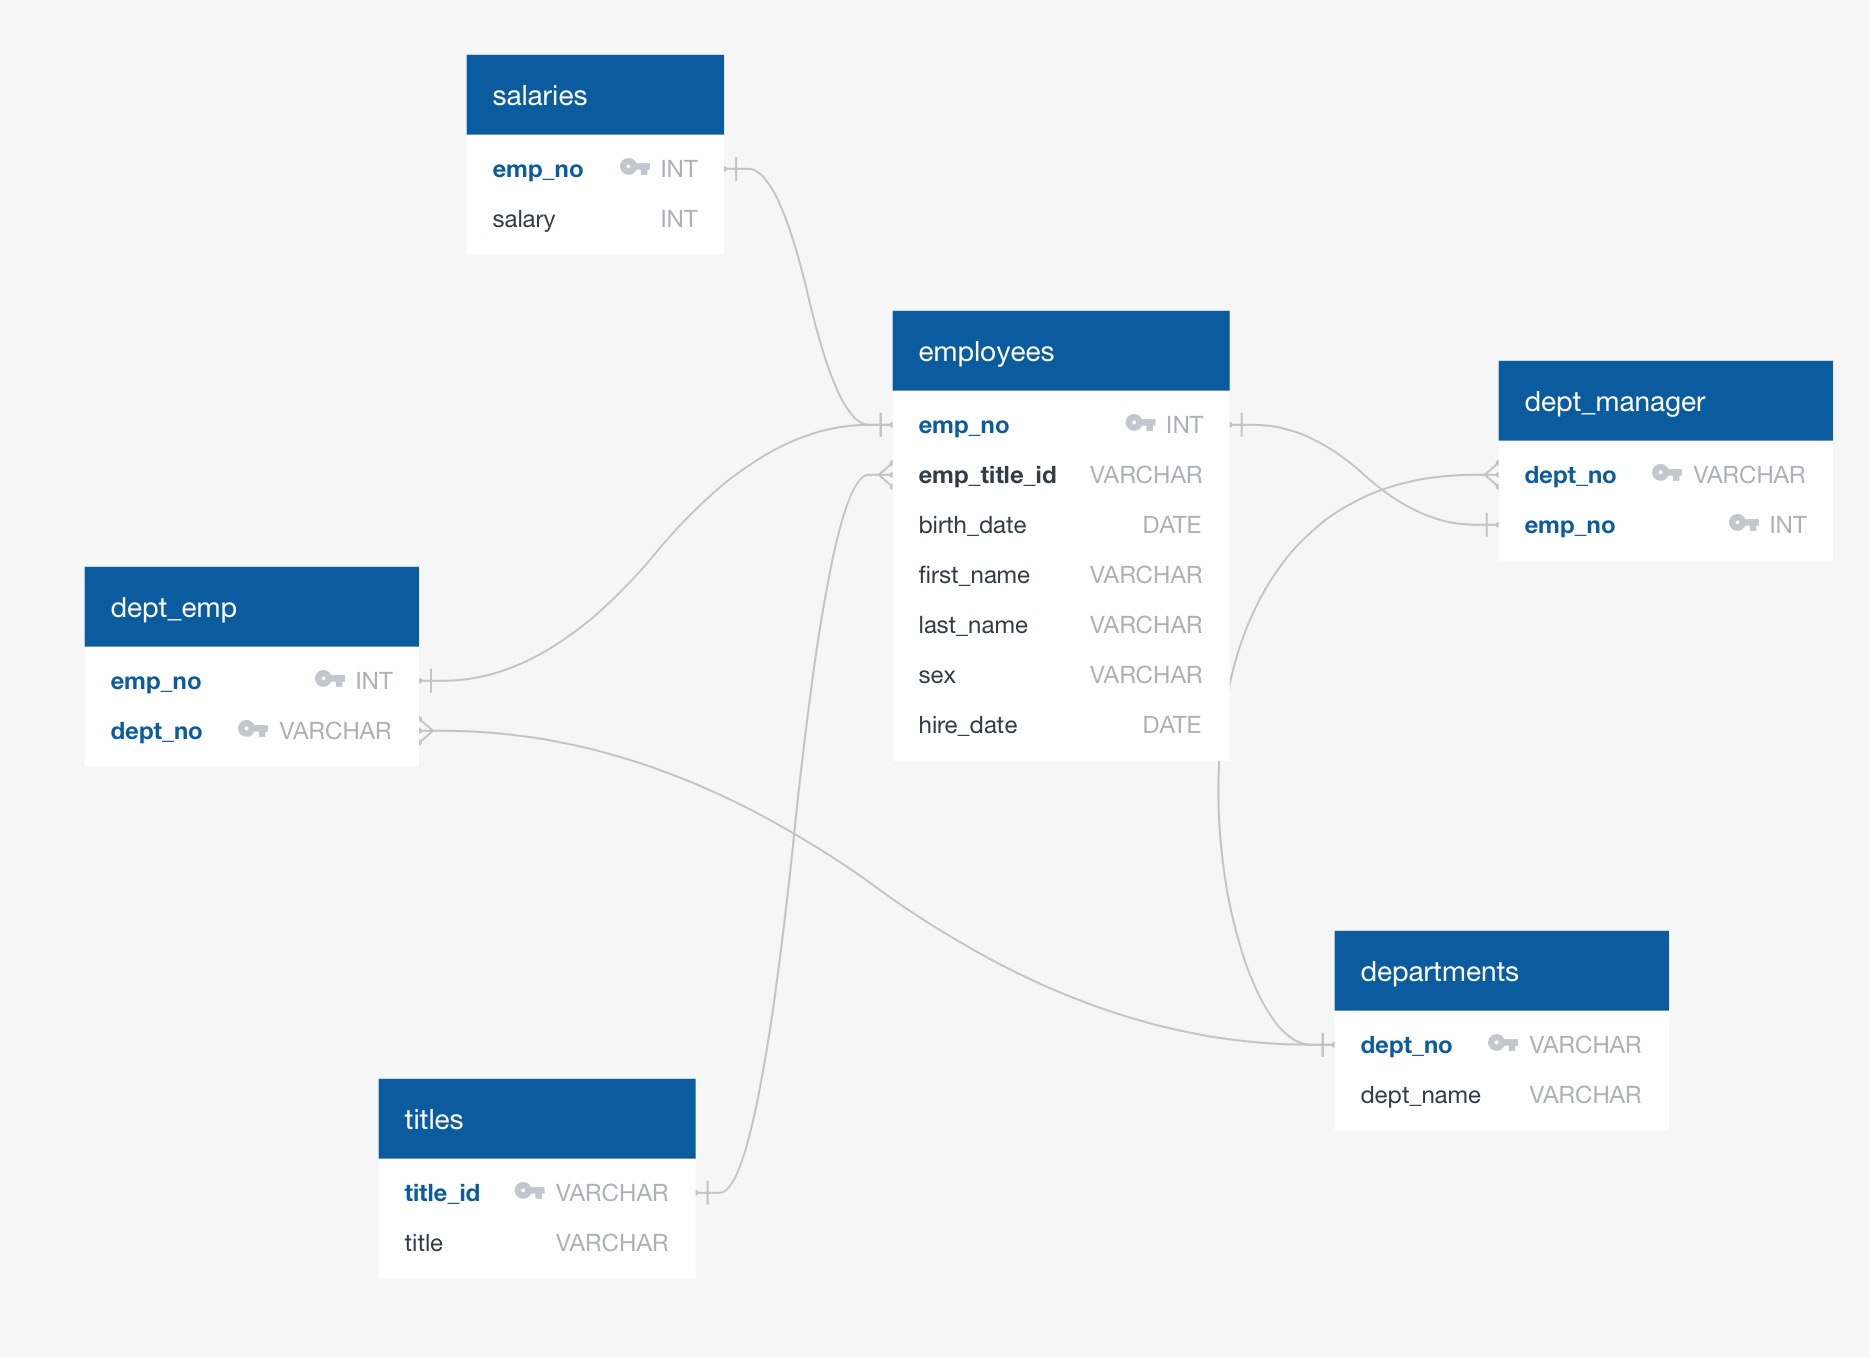 salaries
emp_no INT
salary INT
employees
emp_no INT
emp_title_id VARCHAR
birth_date DATE
first_name VARCHAR
last_name VARCHAR
sex VARCHAR
hire_date DATE
dept_manager
dept_no VARCHAR
emp_no INT
dept_emp
emp_no INT
dept_no VARCHAR
departments
dept_no VARCHAR
dept_name VARCHAR
titles
title_id VARCHAR
title VARCHAR